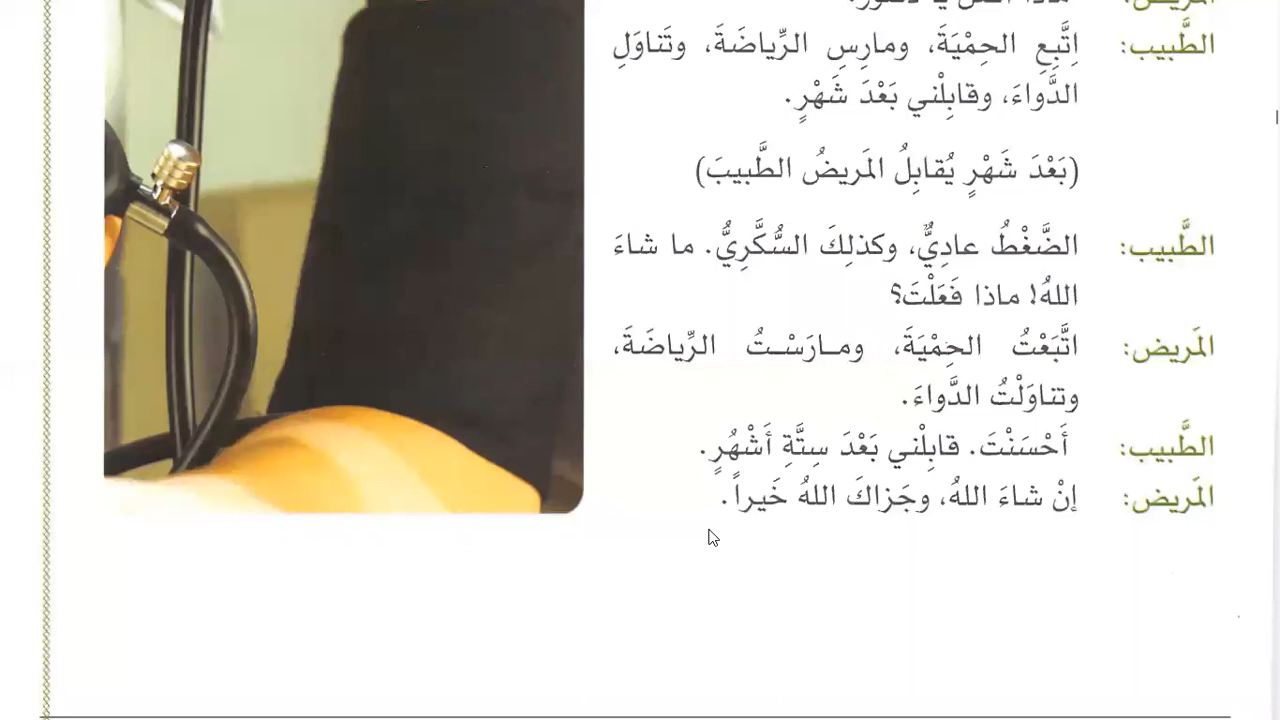 الطَّبيب: اِتَّبِعِ الحِمْيَةَ، ومارِسِ الرِّياضَةَ، وتَناوَلِ
الدَّواءَ، وقابِلْني بَعْدَ شَهْرٍ.
(بَعْدَ شَهْرٍ يُقابِلُ المَريضُ الطَّبيبَ)
الطَّبيب: الضَّغْطُ عادِيٌّ، وكذلِكَ السُّكَّرِيُّ. ما شاءَ
اللهُ! ماذا فَعَلْتَ؟
المَريض: اتَّبَعْتُ الحِمْيَةَ، ومـارَسْـتُ الرِّياضَةَ،
وتناوَلْتُ الدَّواءَ.
الطَّبيب: أَحْسَنْتَ. قابِلْني بَعْدَ سِتَّةِ أَشْهُرٍ.
المَريض: إنْ شاءَ اللهُ، وجَزاكَ اللهُ خَيراً.